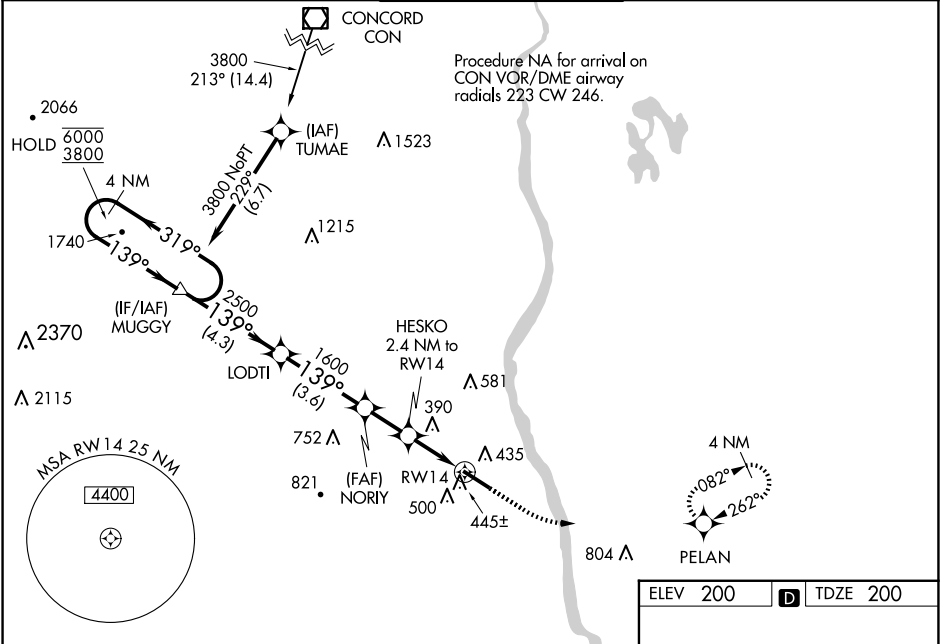 CONCORD
CON
3800
213° (14.4)
Procedure NA for arrival on
CON VOR/DME airway
radials 223 CW 246.
2066
HOLD 6000
3800
(IAF)
TUMAE
1523
4 NM
3800 NoPT
229°
(6.7)
1215
1740
319°
139°
(IF/IAF)
MUGGY
2500
139°
(4.3)
HESKO
2.4 NM to
RW14
2370
LODTI
1600
139°
(3.6)
581
2115
390
752
435
4 NM
MSA RW14 25 NM
(FAF)
NORIY
RW14
082°
821
4400
500
262°
445±
PELAN
804
ELEV 200
D
TDZE 200